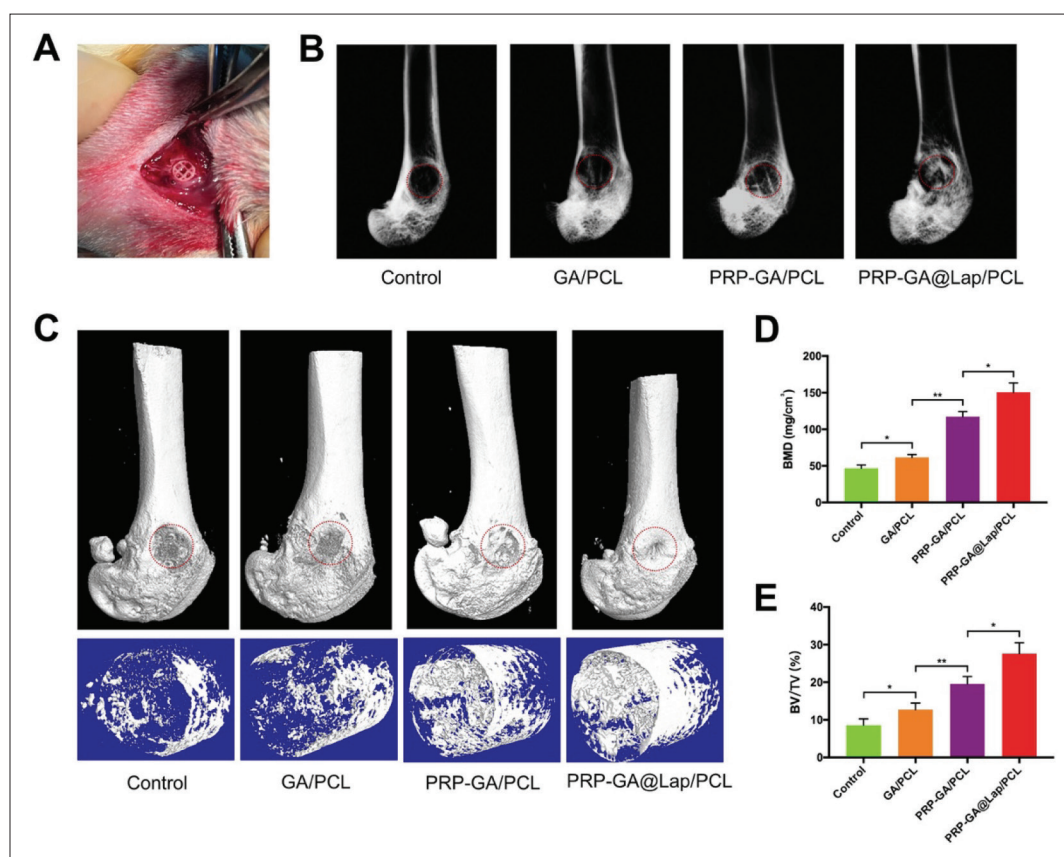 A
B
Control
GA/PCL
PRP-GA/PCL
PRP-GA@Lap/PCL
C
Control
GA/PCL
PRP-GA/PCL
PRP-GA@Lap/PCL
D
BMD (mg/cm³)
200
150
100
50
0
*
**
*
Control
GA/PCL
PRP-GA/PCL
PRP-GA@Lap/PCL
E
BV/TV (%)
40
30
20
10
0
*
**
*
Control
GA/PCL
PRP-GA/PCL
PRP-GA@Lap/PCL